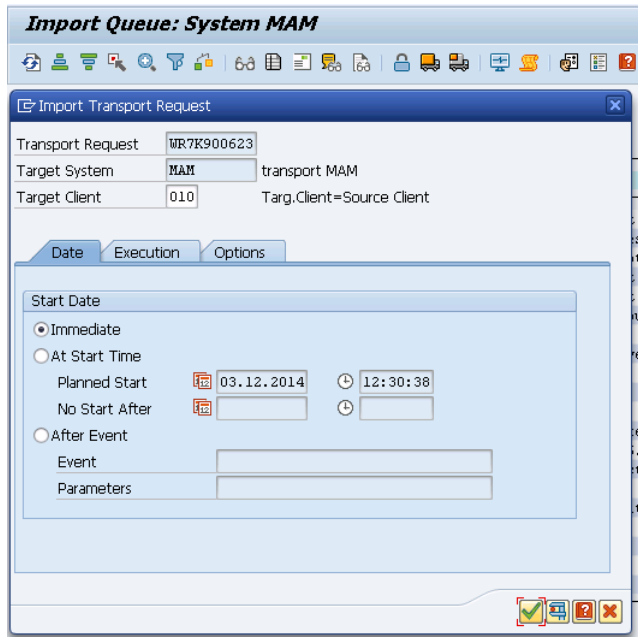 Import Queue: System MAM
Import Transport Request
Transport Request WR7K900623
Target System MAM transport MAM
Target Client 010 Targ.Client=Source Client
Date Execution Options
Start Date
Immediate
At Start Time
Planned Start 03.12.2014 12:30:38
No Start After
After Event
Event
Parameters